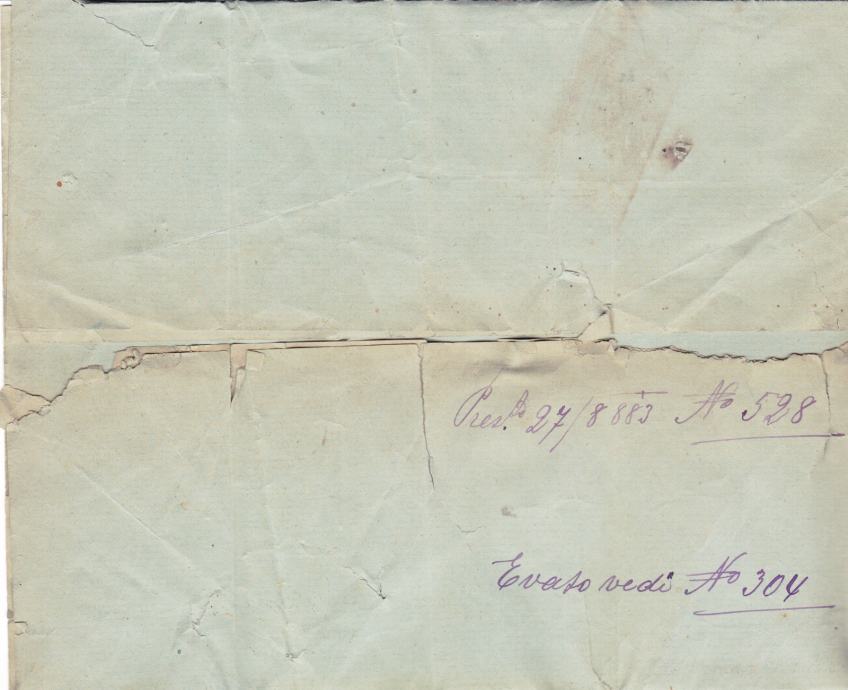 Pres.to 27/8 883 No 528
Evaso vedi No 304